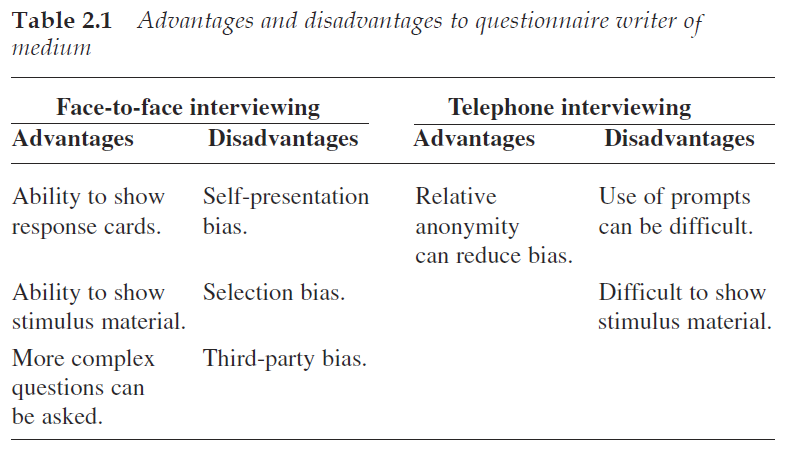 Table 2.1 Advantages and disadvantages to questionnaire writer of
medium
Face-to-face interviewing Telephone interviewing
Advantages Disadvantages Advantages Disadvantages
Ability to show Self-presentation Relative Use of prompts
response cards. bias. anonymity can be difficult.
can reduce bias.
Ability to show Selection bias. Difficult to show
stimulus material. stimulus material.
More complex Third-party bias.
questions can
be asked.